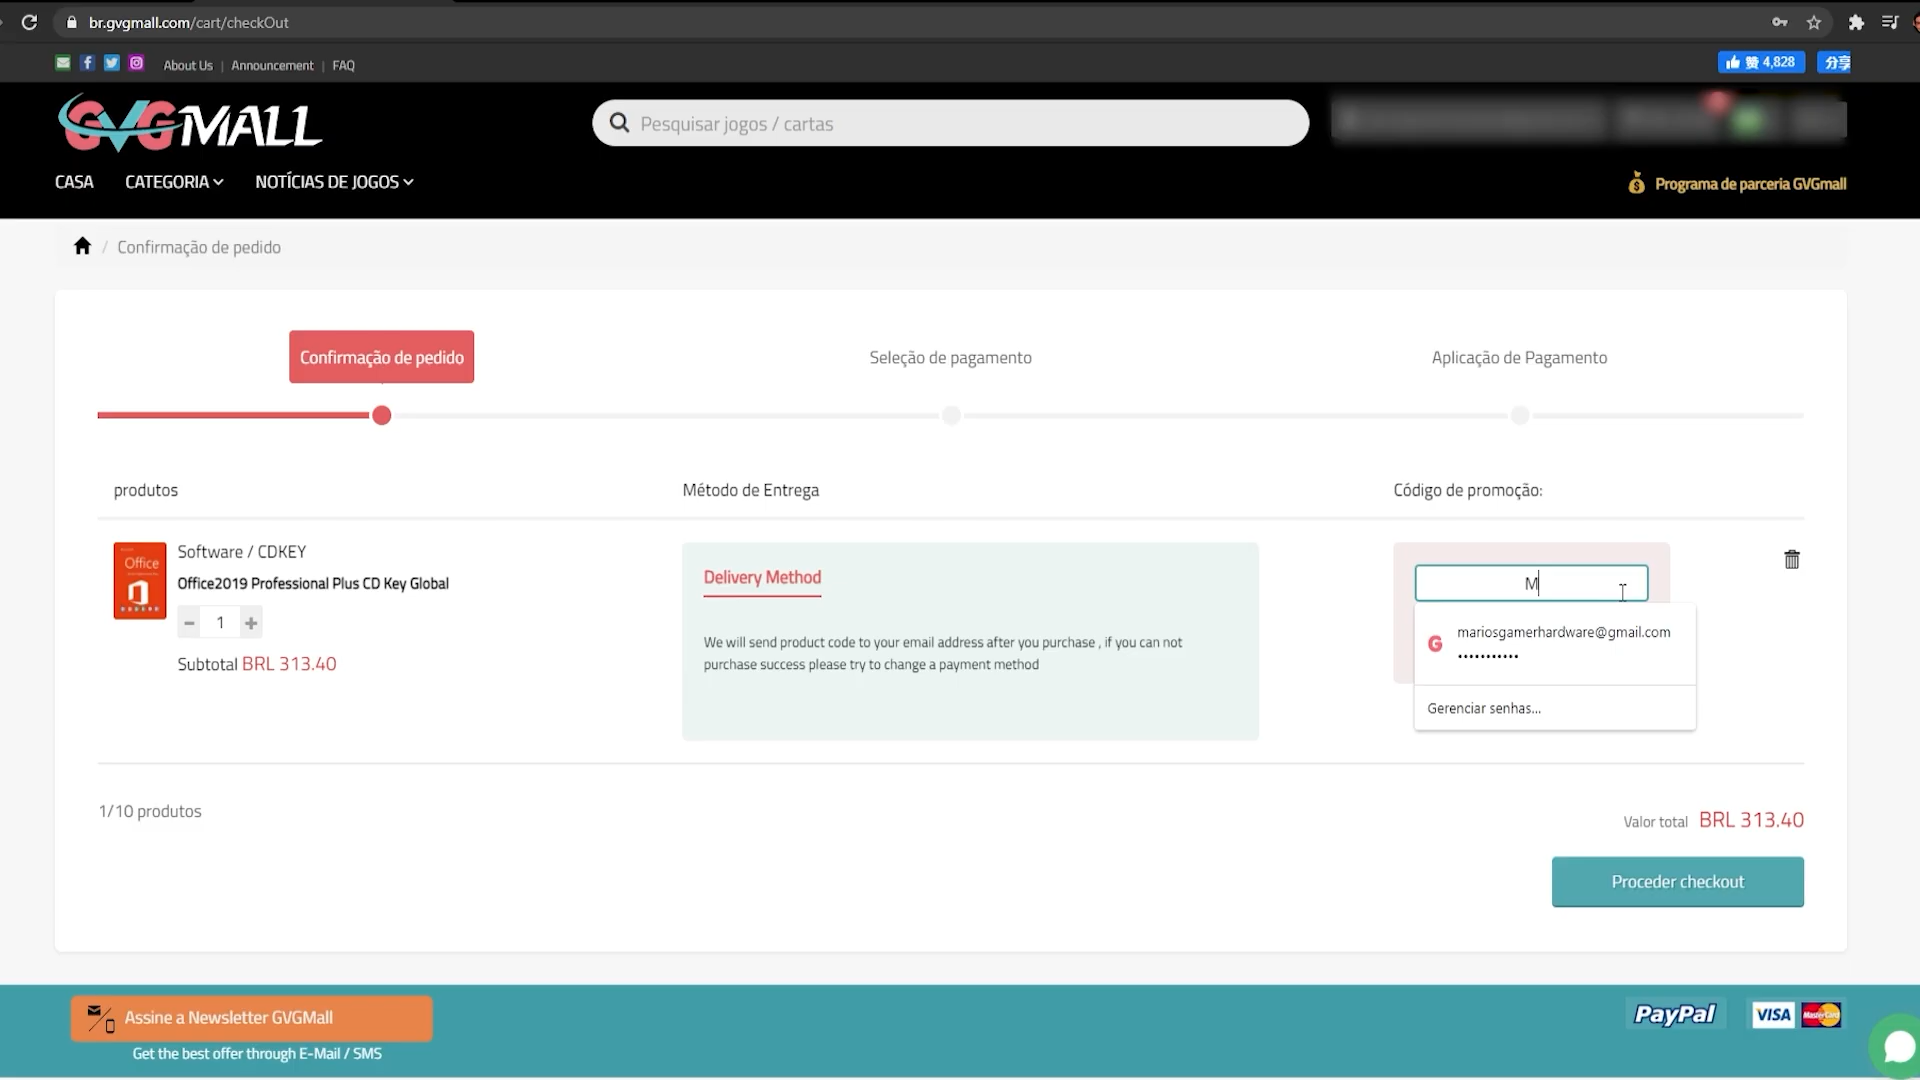 br.gvgmall.com/cart/checkOut
About Us | Announcement | FAQ
赞 4,828
分享
GVGMALL
Pesquisar jogos / cartas
CASA
CATEGORIA
NOTÍCIAS DE JOGOS
Programa de parceria GVGmall
/ Confirmação de pedido
Confirmação de pedido
Seleção de pagamento
Aplicação de Pagamento
produtos
Método de Entrega
Código de promoção:
Office
Software / CDKEY
Office2019 Professional Plus CD Key Global
− 1 +
Subtotal BRL 313.40
Delivery Method
We will send product code to your email address after you purchase , if you can not
purchase success please try to change a payment method
M
G
mariosgamerhardware@gmail.com
•••••••••••
Gerenciar senhas...
1/10 produtos
Valor total BRL 313.40
Proceder checkout
Assine a Newsletter GVGMall
Get the best offer through E-Mail / SMS
PayPal
VISA
MasterCard